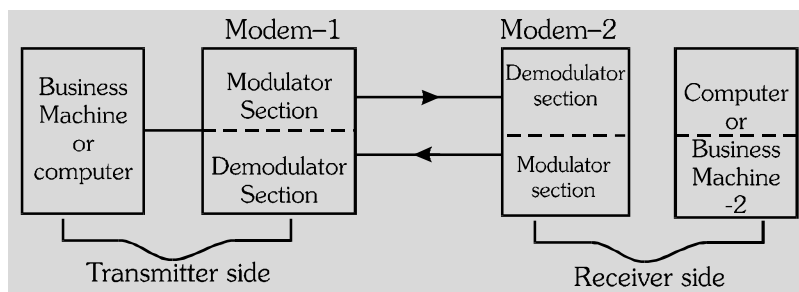 Modem–1
Modem–2
Business
Machine
or
computer
Modulator
Section
Demodulator
Section
Demodulator
section
Modulator
section
Computer
or
Business
Machine
-2
Transmitter side
Receiver side